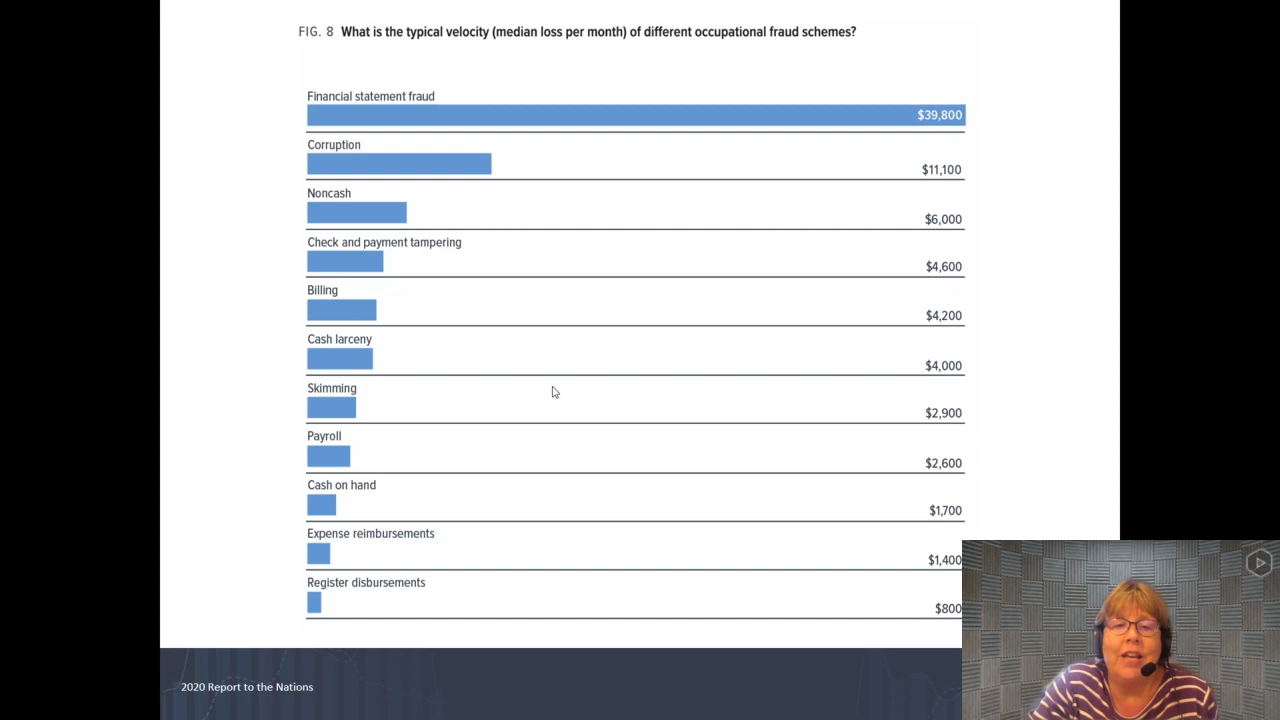 FIG. 8 What is the typical velocity (median loss per month) of different occupational fraud schemes?
Financial statement fraud
$39,800
Corruption
$11,100
Noncash
$6,000
Check and payment tampering
$4,600
Billing
$4,200
Cash larceny
$4,000
Skimming
$2,900
Payroll
$2,600
Cash on hand
$1,700
Expense reimbursements
$1,400
Register disbursements
$800
2020 Report to the Nations